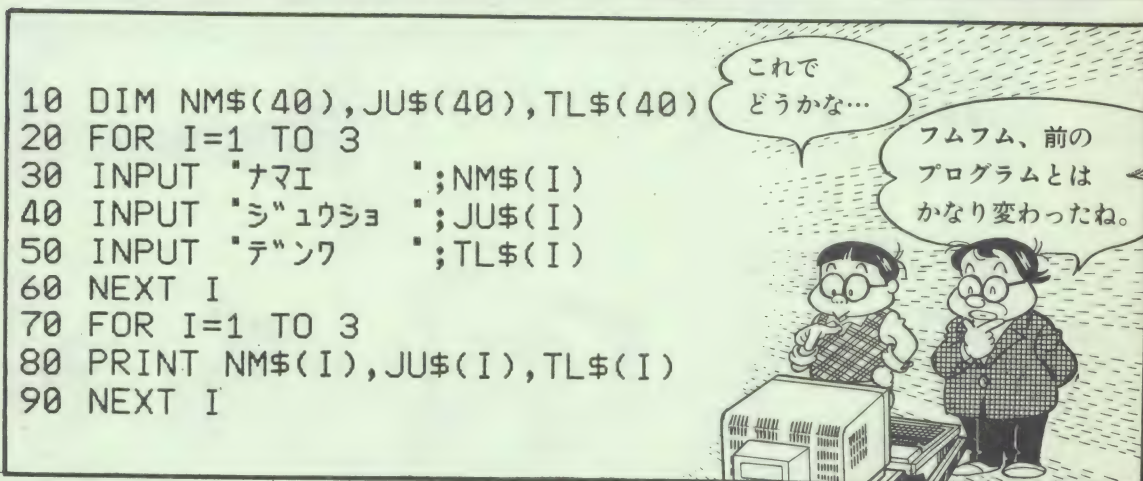 10 DIM NM$(40),JU$(40),TL$(40)
20 FOR I=1 TO 3
30 INPUT "ナマエ      ";NM$(I)
40 INPUT "ジュウショ ";JU$(I)
50 INPUT "デンワ     ";TL$(I)
60 NEXT I
70 FOR I=1 TO 3
80 PRINT NM$(I),JU$(I),TL$(I)
90 NEXT I
これで
どうかな…
フムフム、前の
プログラムとは
かなり変わったね。